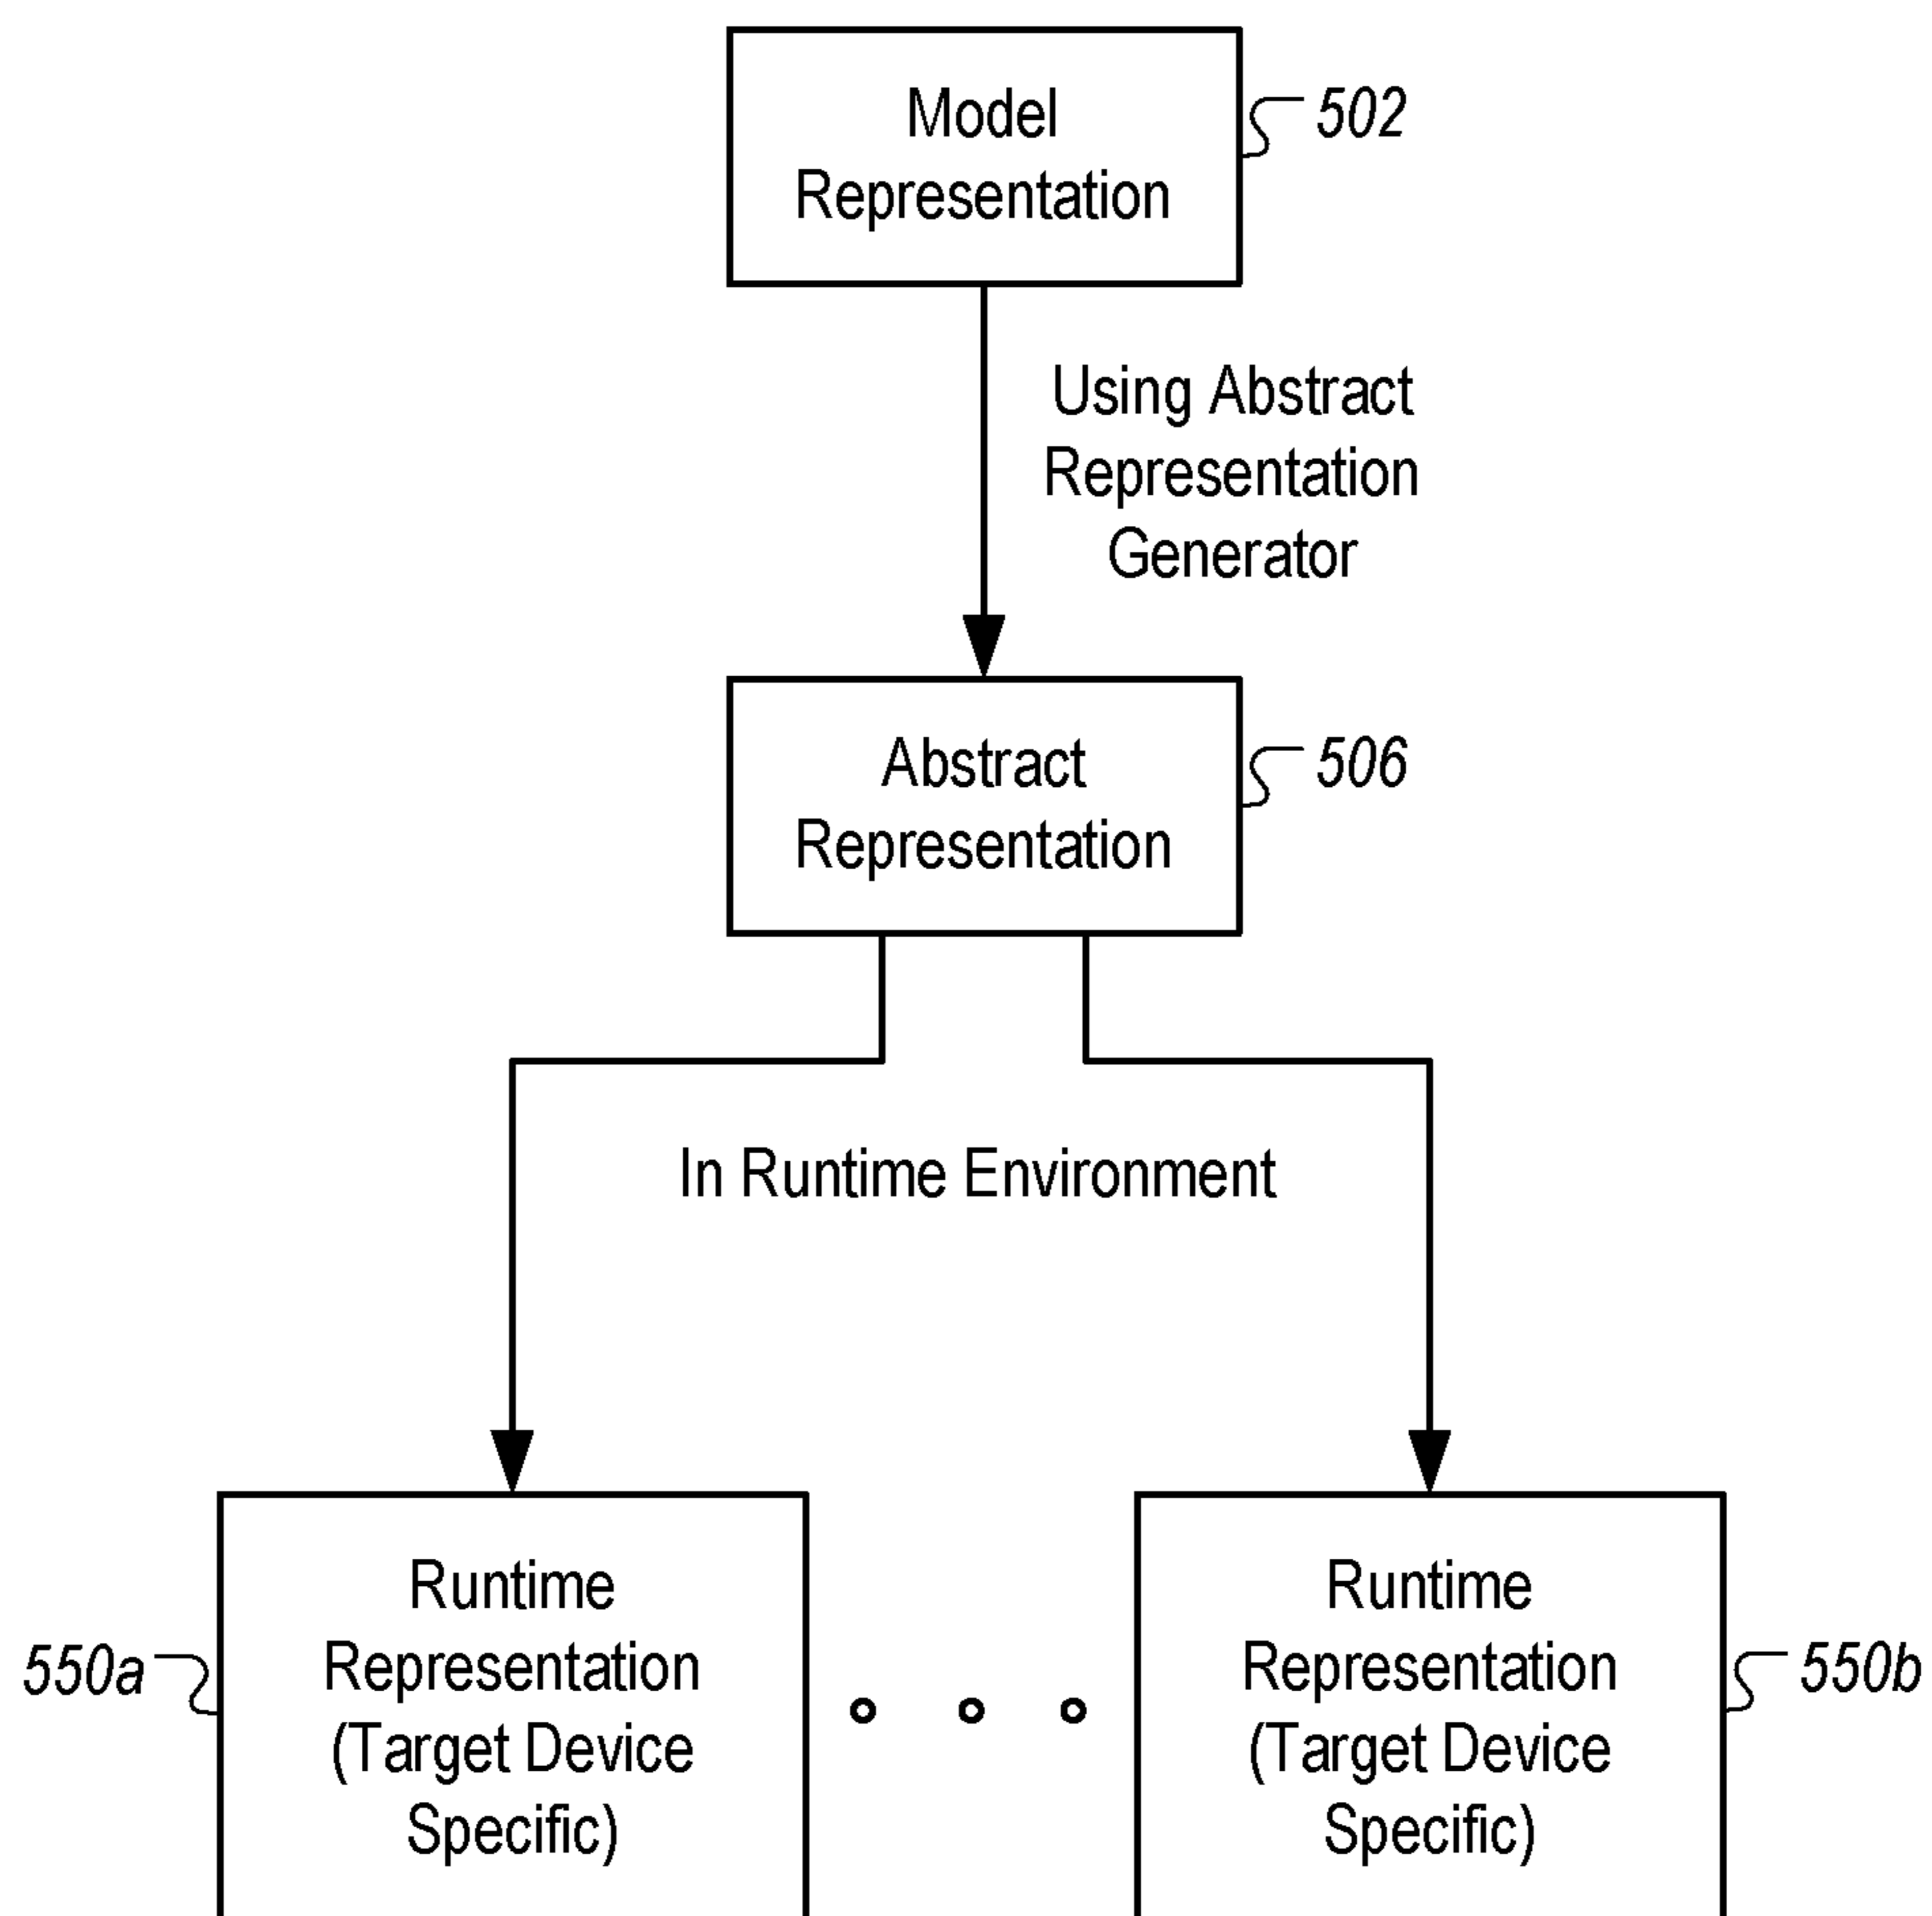 Model
Representation
502
Using Abstract
Representation
Generator
Abstract
Representation
506
In Runtime Environment
550a
Runtime
Representation
(Target Device
Specific)
Runtime
Representation
(Target Device
Specific)
550b